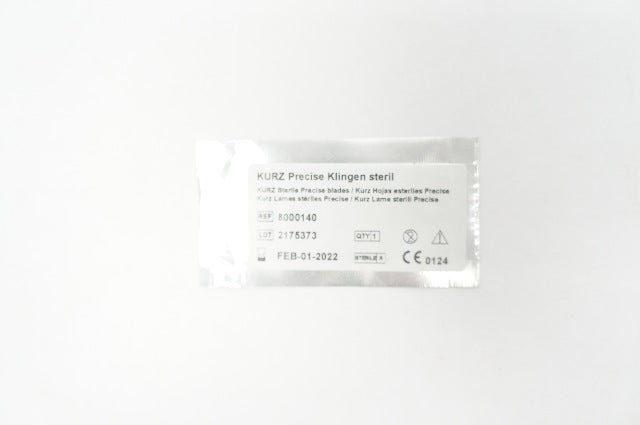 KURZ Precise Klingen steril
KURZ Sterile Precise blades / Kurz Hojas esteriles Precise
Kurz Lames stériles Precise / Kurz Lame sterili Precise
REF 8000140
LOT 2175373 QTY 1
FEB-01-2022 STERILE R CE 0124